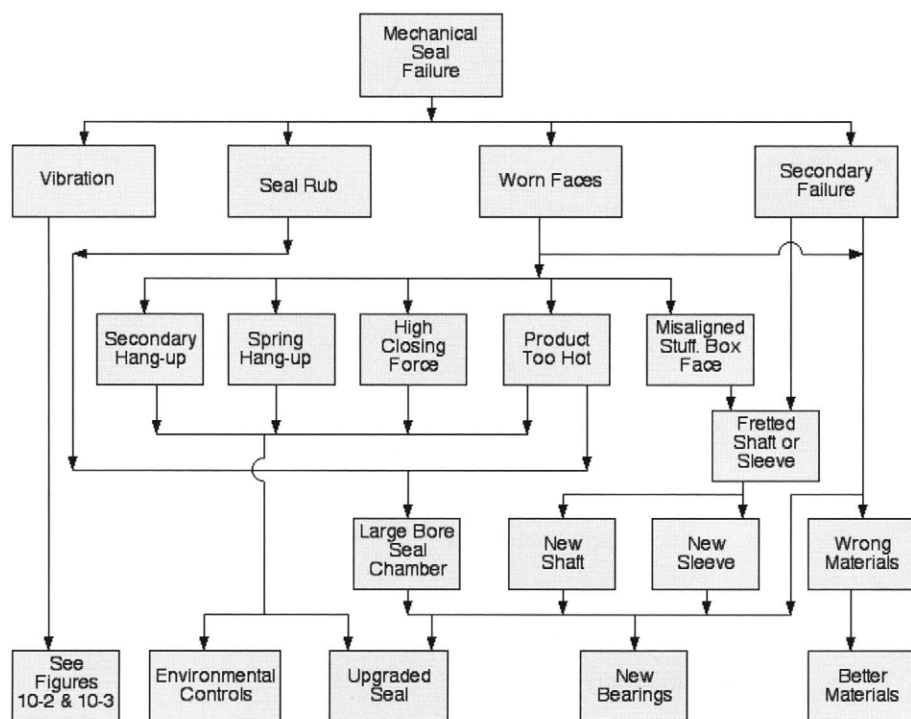 Mechanical
Seal
Failure
Vibration
Seal Rub
Worn Faces
Secondary
Failure
Secondary
Hang-up
Spring
Hang-up
High
Closing
Force
Product
Too Hot
Misaligned
Stuff. Box
Face
Fretted
Shaft or
Sleeve
Large Bore
Seal
Chamber
New
Shaft
New
Sleeve
Wrong
Materials
See
Figures
10-2 & 10-3
Environmental
Controls
Upgraded
Seal
New
Bearings
Better
Materials